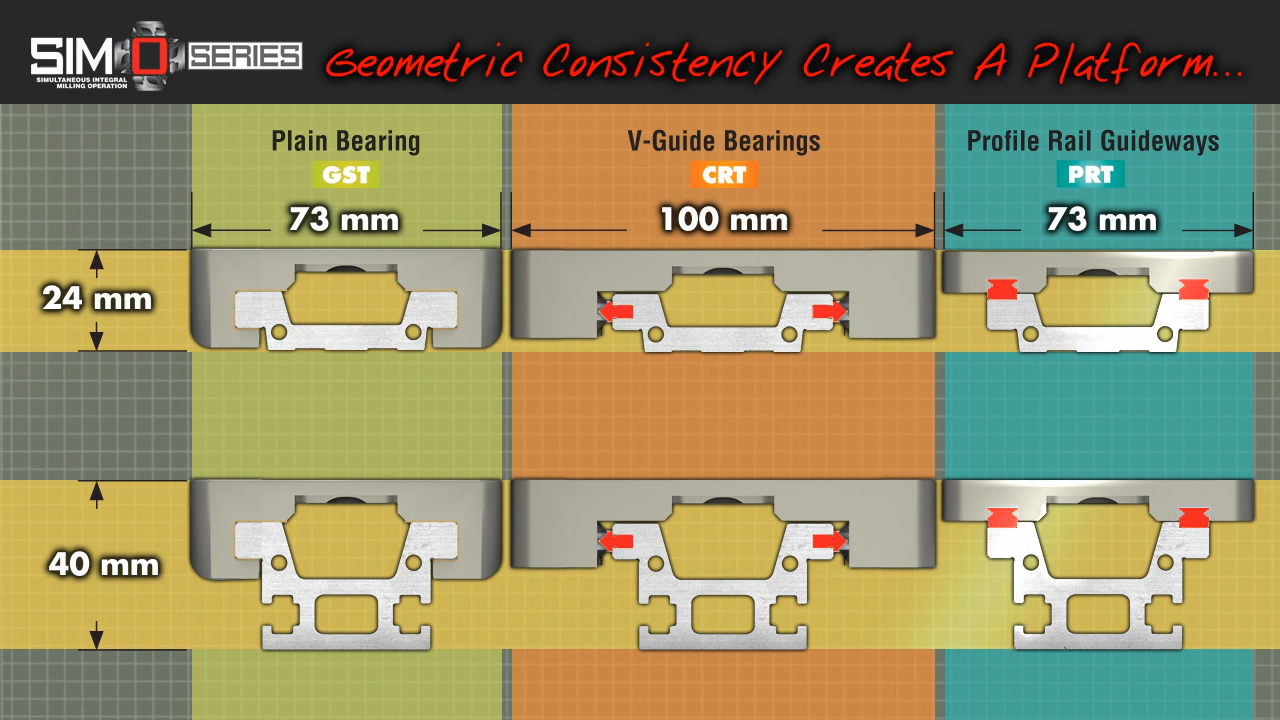 SIMO SERIES
SIMULTANEOUS INTEGRAL
MILLING OPERATION
Geometric Consistency Creates A Platform...
Plain Bearing
GST
73 mm
V-Guide Bearings
CRT
100 mm
Profile Rail Guideways
PRT
73 mm
24 mm
40 mm